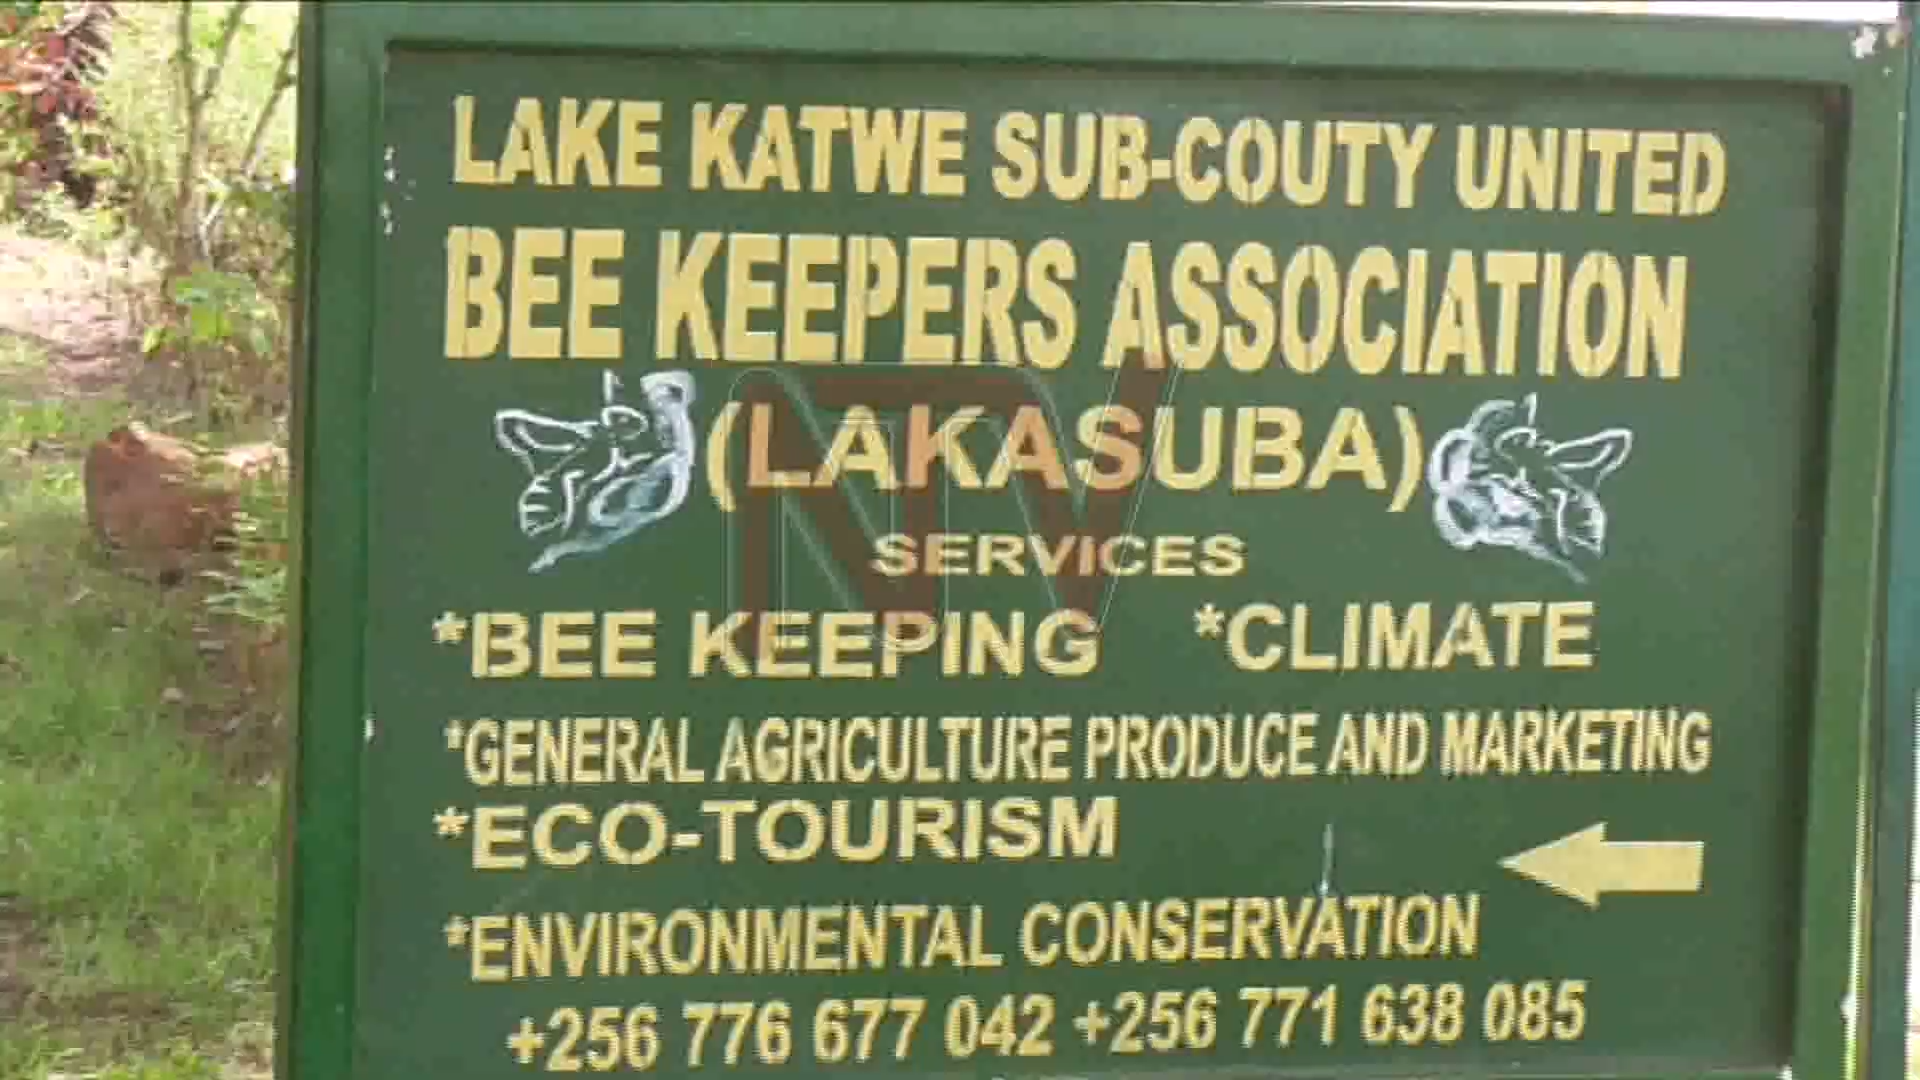 LAKE KATWE SUB-COUTY UNITED
BEE KEEPERS ASSOCIATION
(LAKASUBA)
NTV
SERVICES
*BEE KEEPING *CLIMATE
*GENERAL AGRICULTURE PRODUCE AND MARKETING
*ECO-TOURISM
*ENVIRONMENTAL CONSERVATION
+256 776 677 042 +256 771 638 085